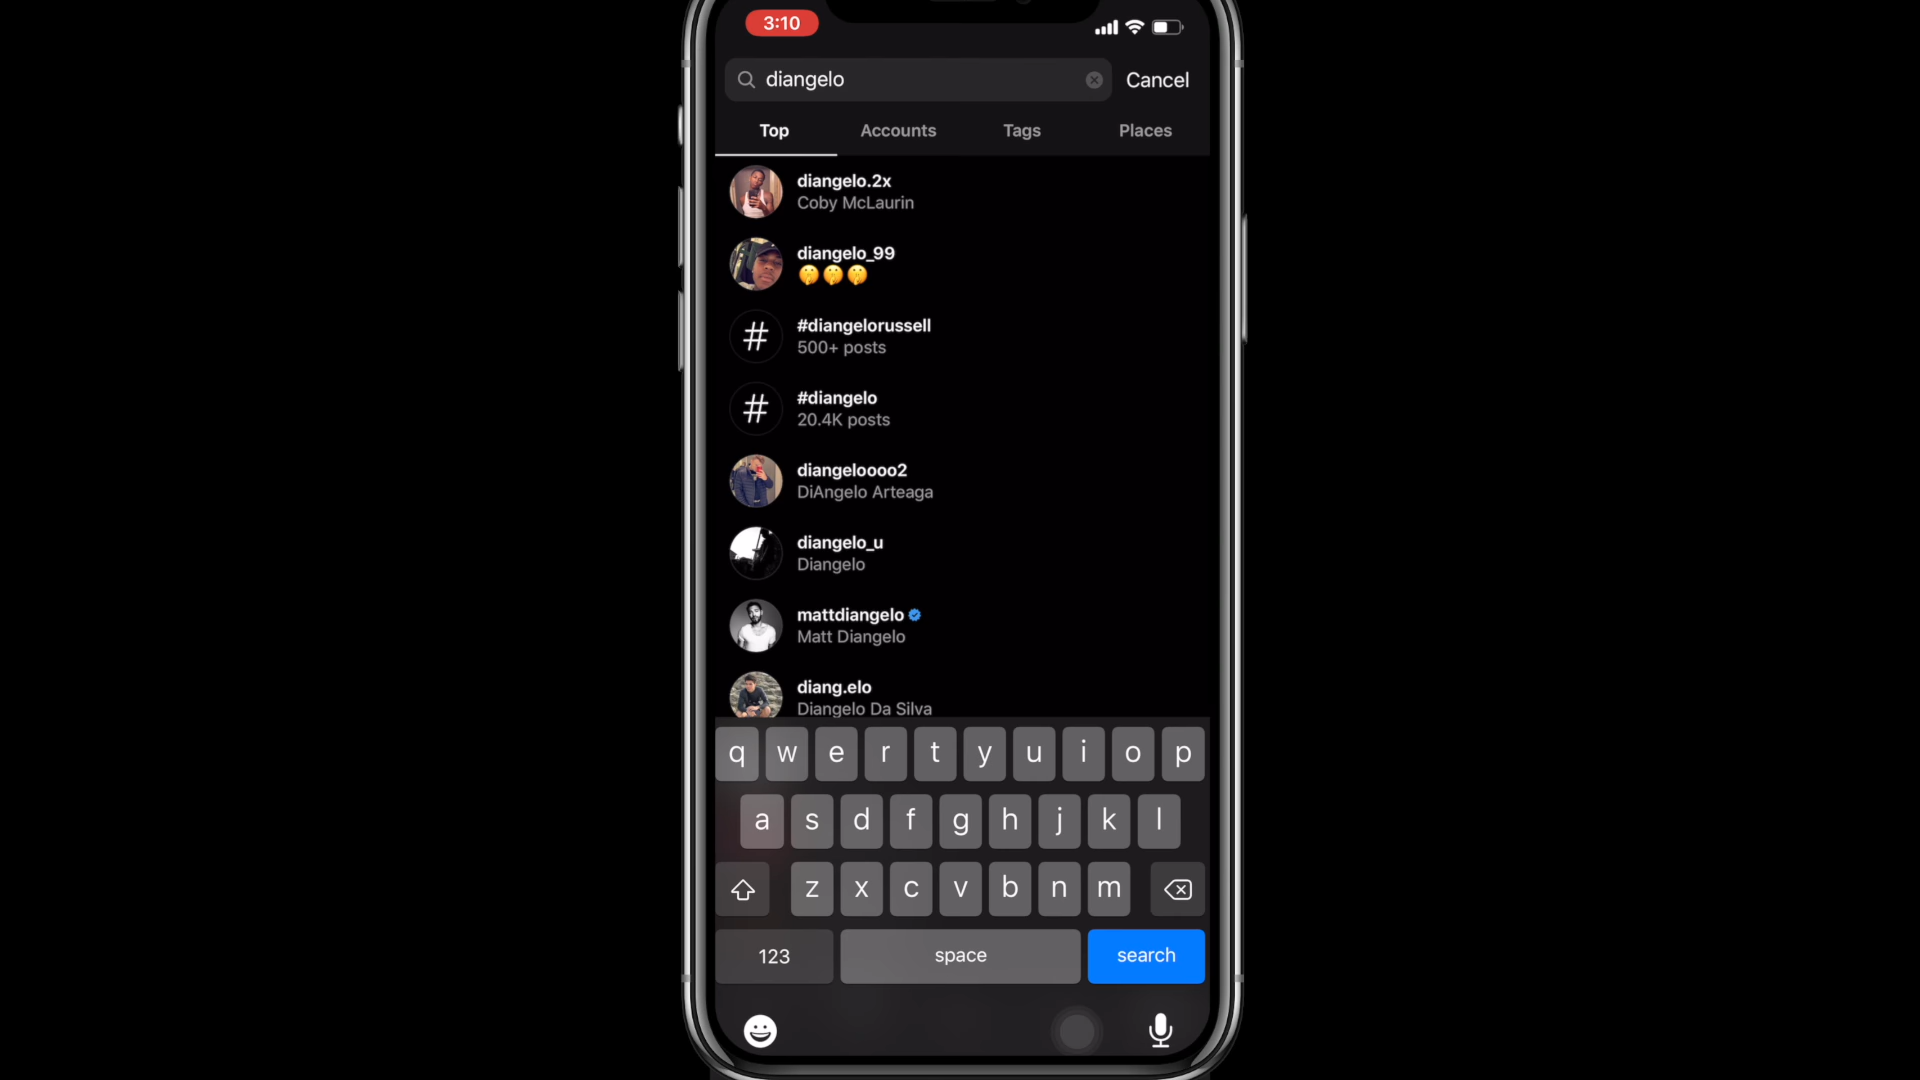 3:10
diangelo
Cancel
Top Accounts Tags Places
diangelo.2x
Coby McLaurin
diangelo_99
🤫🤫🤫
#
#diangelorussell
500+ posts
#
#diangelo
20.4K posts
diangeloooo2
DiAngelo Arteaga
diangelo_u
Diangelo
mattdiangelo
Matt Diangelo
diang.elo
Diangelo Da Silva
q w e r t y u i o p
a s d f g h j k l
z x c v b n m
123 space search